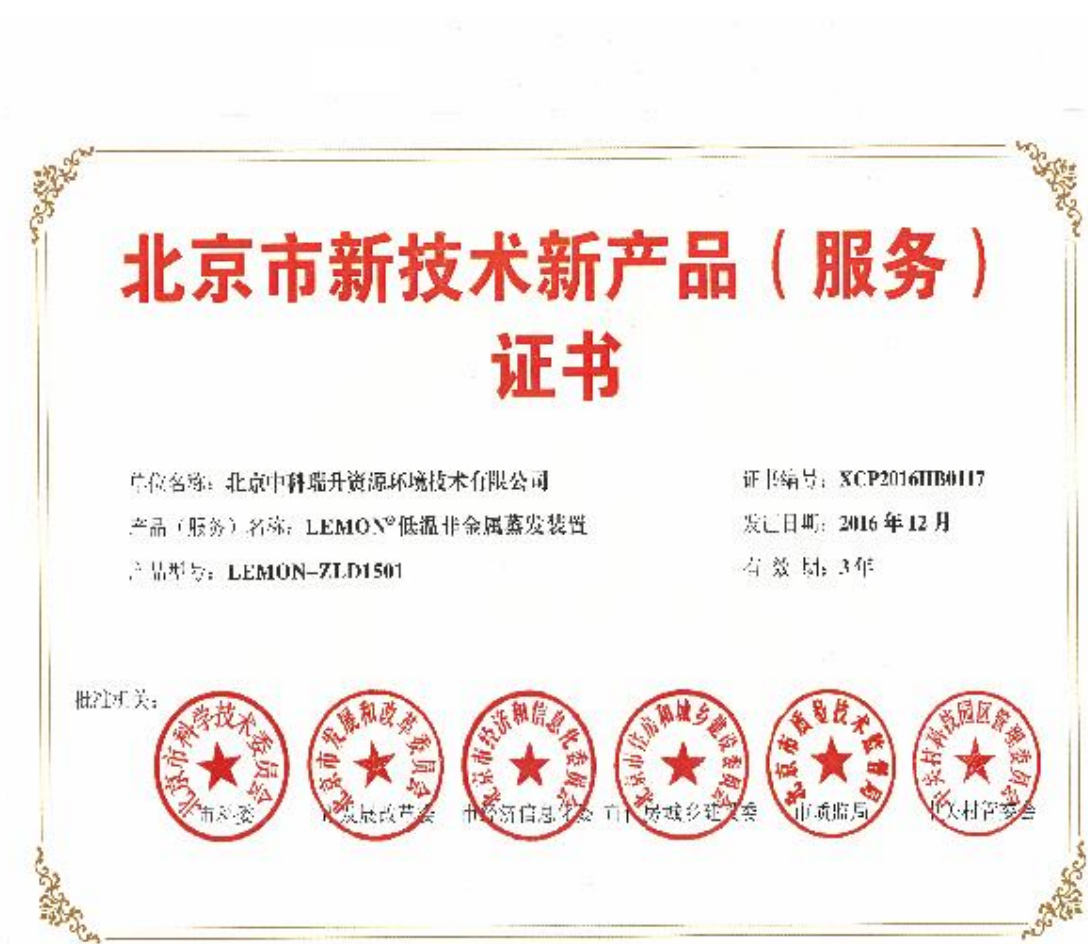 北京市新技术新产品（服务）
证书
单位名称：北京中科瑞升资源环境技术有限公司
证书编号：XCP2016HB0117
产品（服务）名称：LEMON®低温非金属蒸发装置
发证日期：2016年12月
产品型号：LEMON-ZLD1501
有效期：3年
批准机关：
北京市科学技术委员会
北京市发展和改革委员会
北京市经济和信息化委员会
北京市住房和城乡建设委员会
北京市质量技术监督局
中关村科技园区管理委员会
市科委 市发展改革委 市经济信息化委 市住房城乡建设委 市质监局 中关村管委会